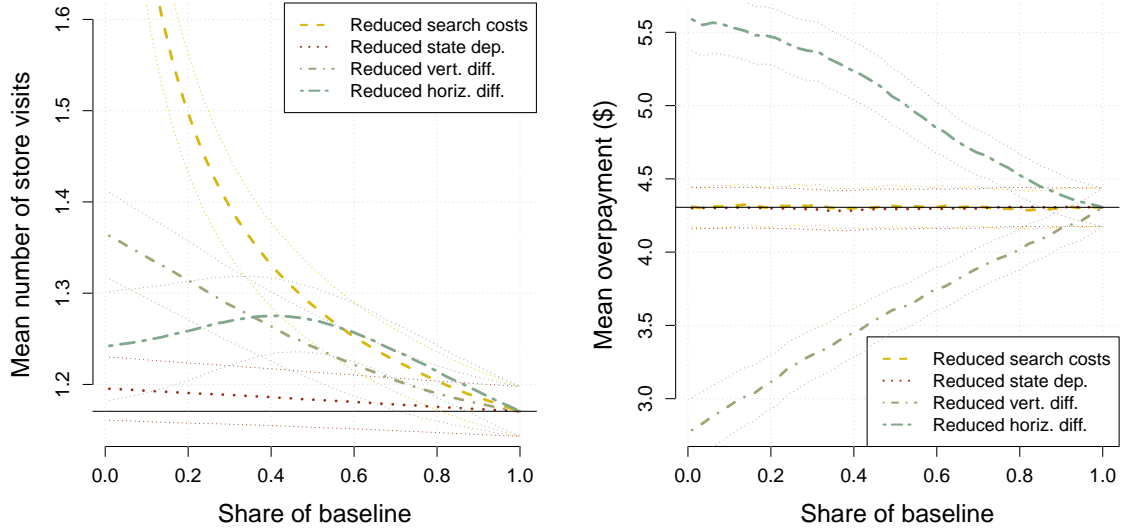 Mean number of store visits
1.6
1.5
1.4
1.3
1.2
Reduced search costs
Reduced state dep.
Reduced vert. diff.
Reduced horiz. diff.
0.0 0.2 0.4 0.6 0.8 1.0
Share of baseline
Mean overpayment ($)
5.5
5.0
4.5
4.0
3.5
3.0
Reduced search costs
Reduced state dep.
Reduced vert. diff.
Reduced horiz. diff.
0.0 0.2 0.4 0.6 0.8 1.0
Share of baseline